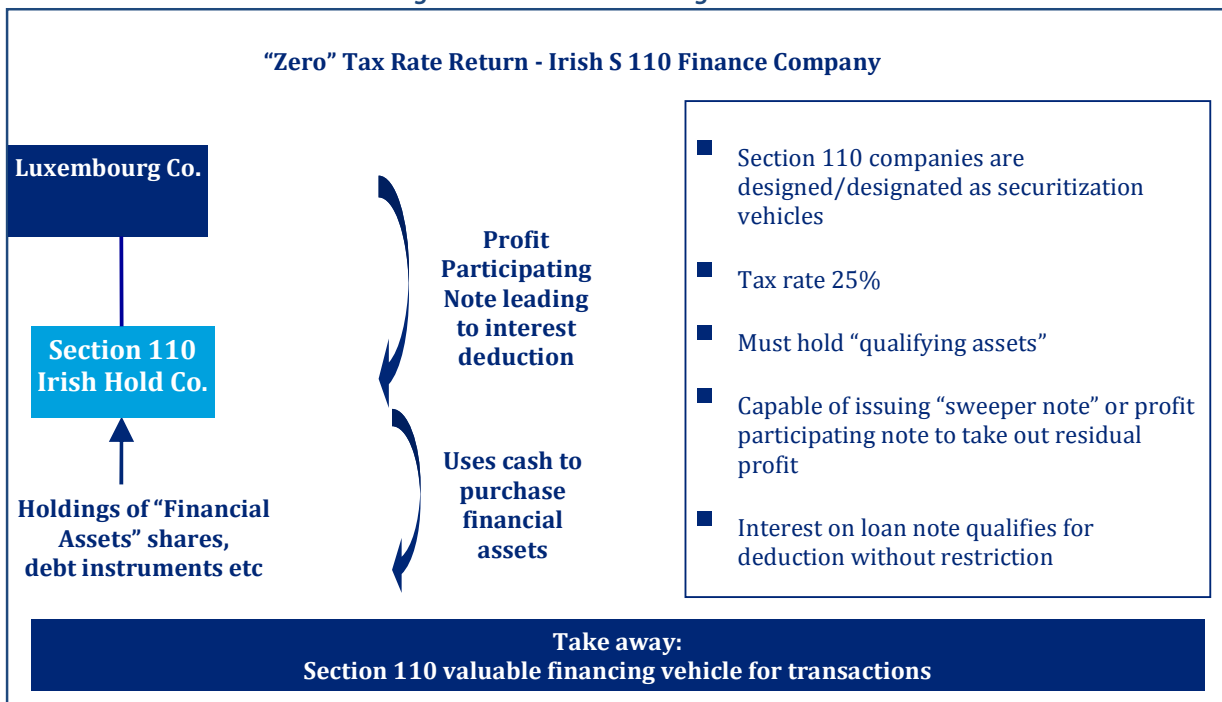 “Zero” Tax Rate Return - Irish S 110 Finance Company
Luxembourg Co.
Section 110
Irish Hold Co.
Holdings of “Financial
Assets” shares,
debt instruments etc
Profit
Participating
Note leading
to interest
deduction
Uses cash to
purchase
financial
assets
■ Section 110 companies are
designed/designated as securitization
vehicles
■ Tax rate 25%
■ Must hold “qualifying assets”
■ Capable of issuing “sweeper note” or profit
participating note to take out residual
profit
■ Interest on loan note qualifies for
deduction without restriction
Take away:
Section 110 valuable financing vehicle for transactions